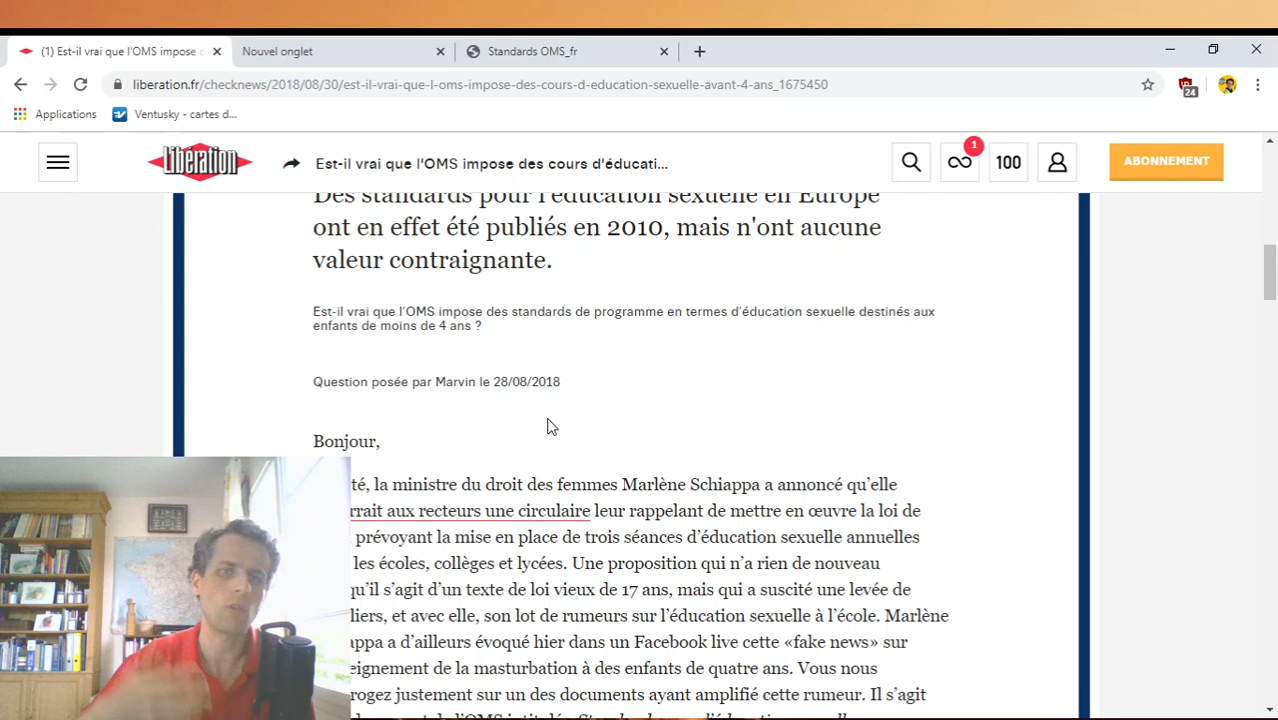 (1) Est-il vrai que l'OMS impose d
Nouvel onglet
Standards OMS_fr
liberation.fr/checknews/2018/08/30/est-il-vrai-que-l-oms-impose-des-cours-d-education-sexuelle-avant-4-ans_1675450
24
Applications
Ventusky - cartes d...
Libération
Est-il vrai que l'OMS impose des cours d'éducati...
1
100
ABONNEMENT
Des standards pour l'éducation sexuelle en Europe
ont en effet été publiés en 2010, mais n'ont aucune
valeur contraignante.
Est-il vrai que l'OMS impose des standards de programme en termes d'éducation sexuelle destinés aux
enfants de moins de 4 ans ?
Question posée par Marvin le 28/08/2018
Bonjour,
té, la ministre du droit des femmes Marlène Schiappa a annoncé qu'elle
rrait aux recteurs une circulaire leur rappelant de mettre en œuvre la loi de
prévoyant la mise en place de trois séances d'éducation sexuelle annuelles
les écoles, collèges et lycées. Une proposition qui n'a rien de nouveau
qu'il s'agit d'un texte de loi vieux de 17 ans, mais qui a suscité une levée de
liers, et avec elle, son lot de rumeurs sur l'éducation sexuelle à l'école. Marlène
appa a d'ailleurs évoqué hier dans un Facebook live cette «fake news» sur
eignement de la masturbation à des enfants de quatre ans. Vous nous
rogez justement sur un des documents ayant amplifié cette rumeur. Il s'agit